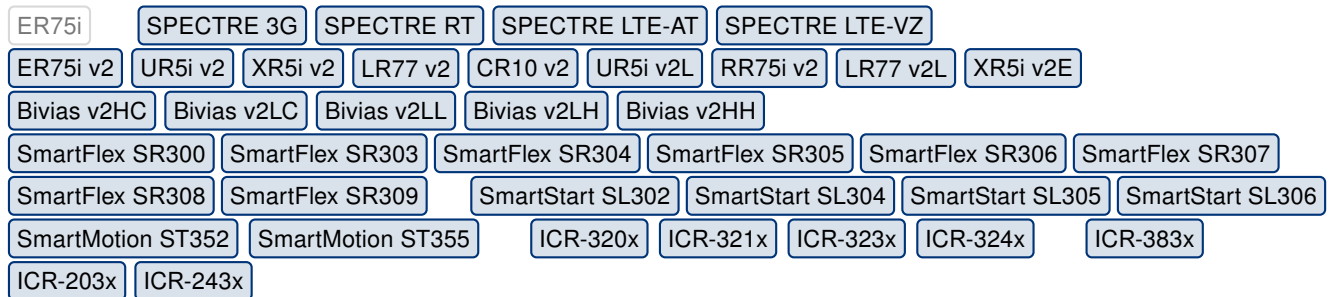 ER75i SPECTRE 3G SPECTRE RT SPECTRE LTE-AT SPECTRE LTE-VZ
ER75i v2 UR5i v2 XR5i v2 LR77 v2 CR10 v2 UR5i v2L RR75i v2 LR77 v2L XR5i v2E
Bivias v2HC Bivias v2LC Bivias v2LL Bivias v2LH Bivias v2HH
SmartFlex SR300 SmartFlex SR303 SmartFlex SR304 SmartFlex SR305 SmartFlex SR306 SmartFlex SR307
SmartFlex SR308 SmartFlex SR309 SmartStart SL302 SmartStart SL304 SmartStart SL305 SmartStart SL306
SmartMotion ST352 SmartMotion ST355 ICR-320x ICR-321x ICR-323x ICR-324x ICR-383x
ICR-203x ICR-243x